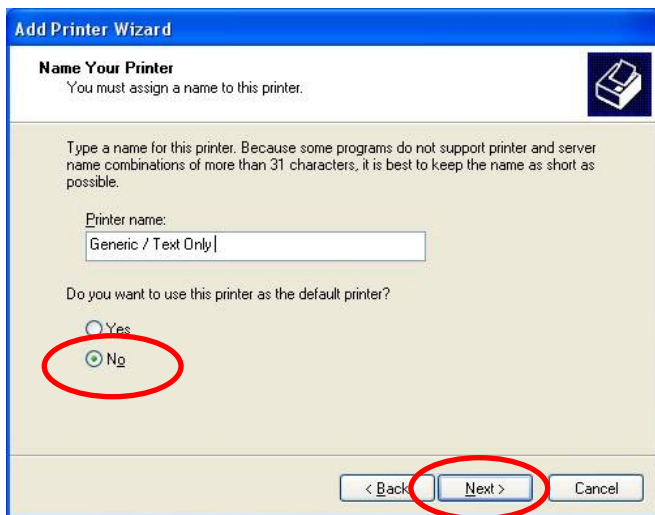 Add Printer Wizard
Name Your Printer
You must assign a name to this printer.
Type a name for this printer. Because some programs do not support printer and server
name combinations of more than 31 characters, it is best to keep the name as short as
possible.
Printer name:
Generic / Text Only
Do you want to use this printer as the default printer?
Yes
No
< Back Next > Cancel